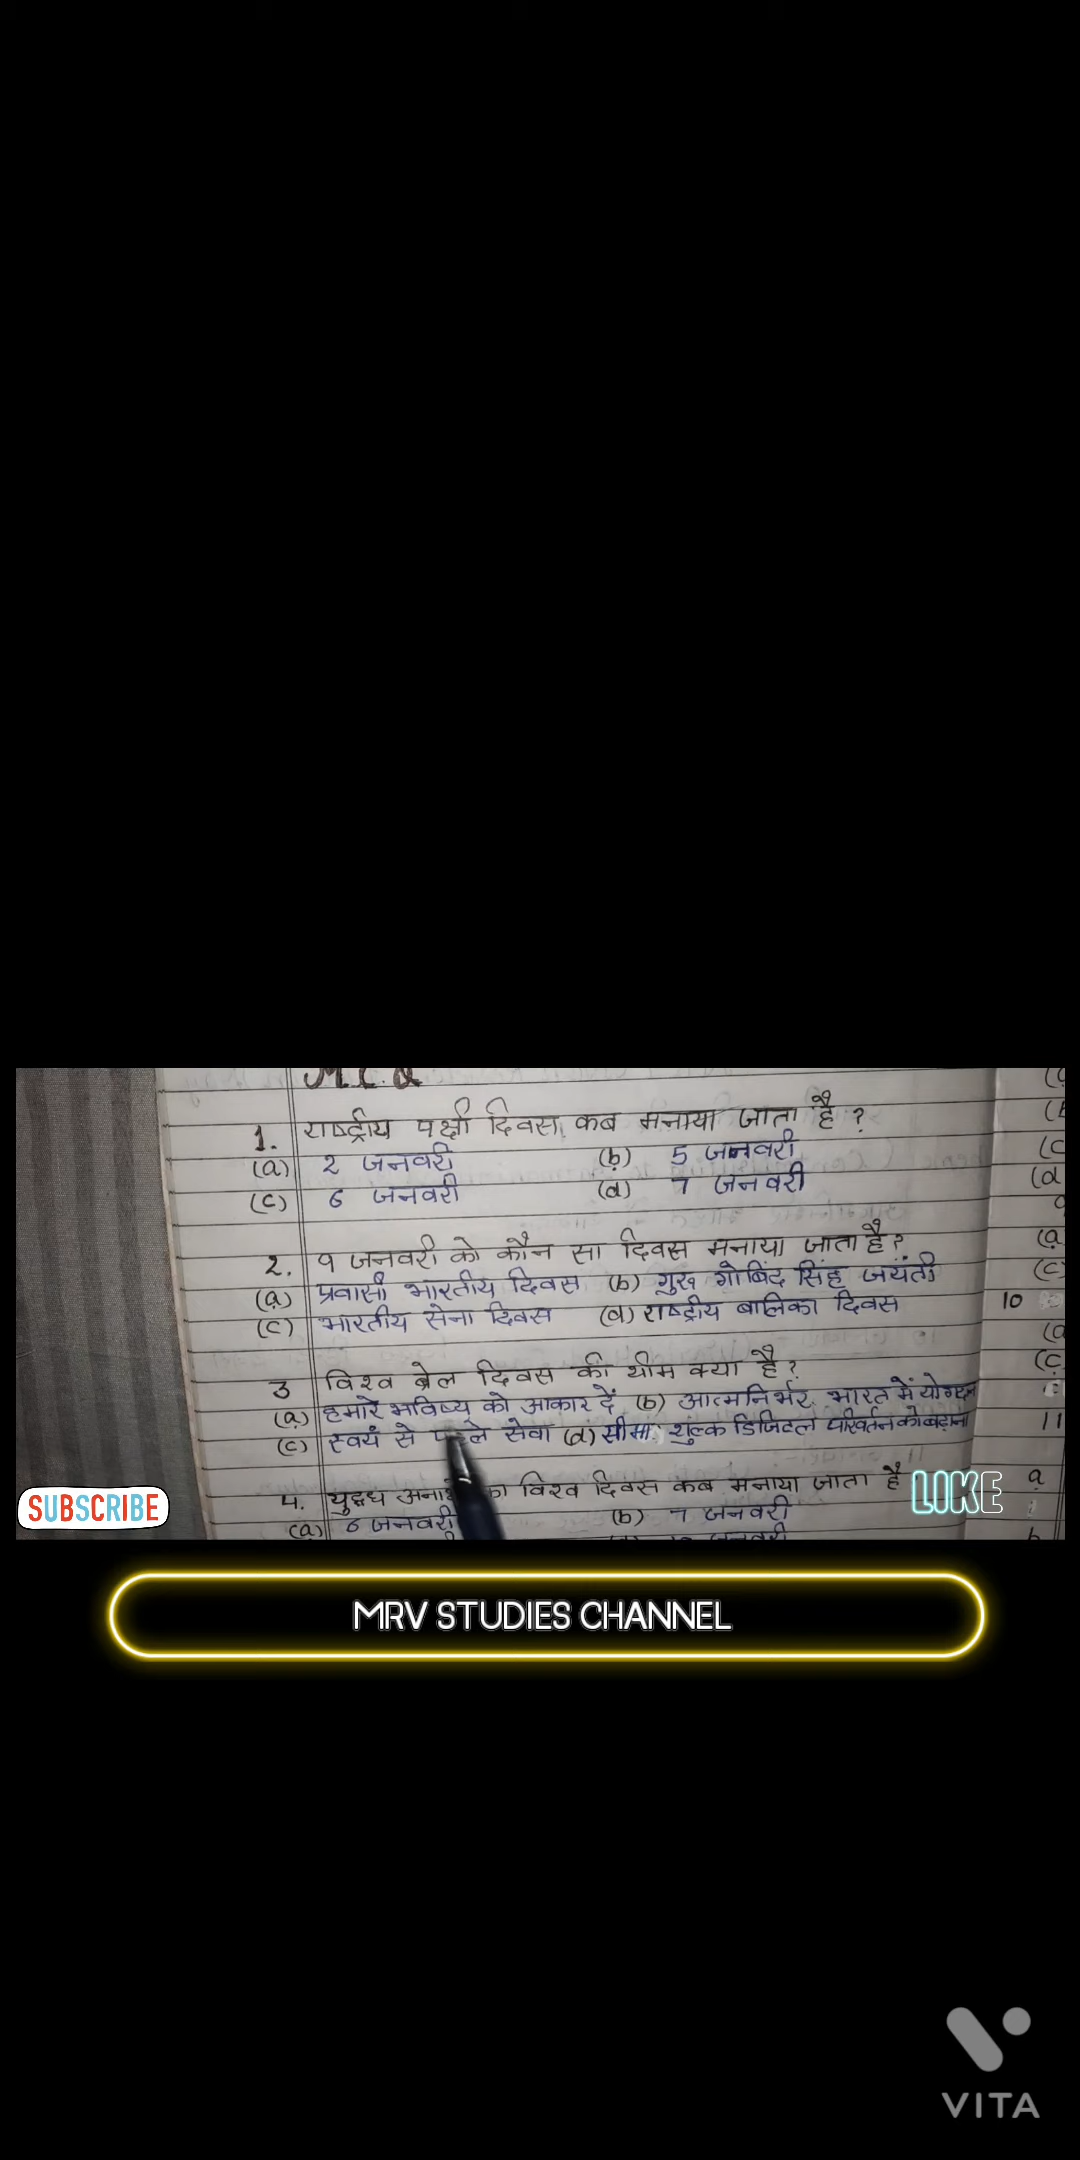 M.C.Q
1. राष्ट्रीय पक्षी दिवस कब मनाया जाता है ?
(a) 2 जनवरी (b) 5 जनवरी
(c) 6 जनवरी (d) 7 जनवरी
2. 9 जनवरी को कौन सा दिवस मनाया जाता है ?
(a) प्रवासी भारतीय दिवस (b) गुरु गोबिंद सिंह जयंती
(c) भारतीय सेना दिवस (d) राष्ट्रीय बालिका दिवस
3 विश्व ब्रेल दिवस की थीम क्या है ?
(a) हमारे भविष्य को आकार दें (b) आत्मनिर्भर भारत में योगदान
(c) स्वयं से पहले सेवा (d) सीमा शुल्क डिजिटल परिवर्तन को बढ़ाना
4. युद्ध का विश्व दिवस कब मनाया जाता है
(a) 6 जनवरी (b) 7 जनवरी
जनवरी
10
11
SUBSCRIBE
LIKE
MRV STUDIES CHANNEL
VITA